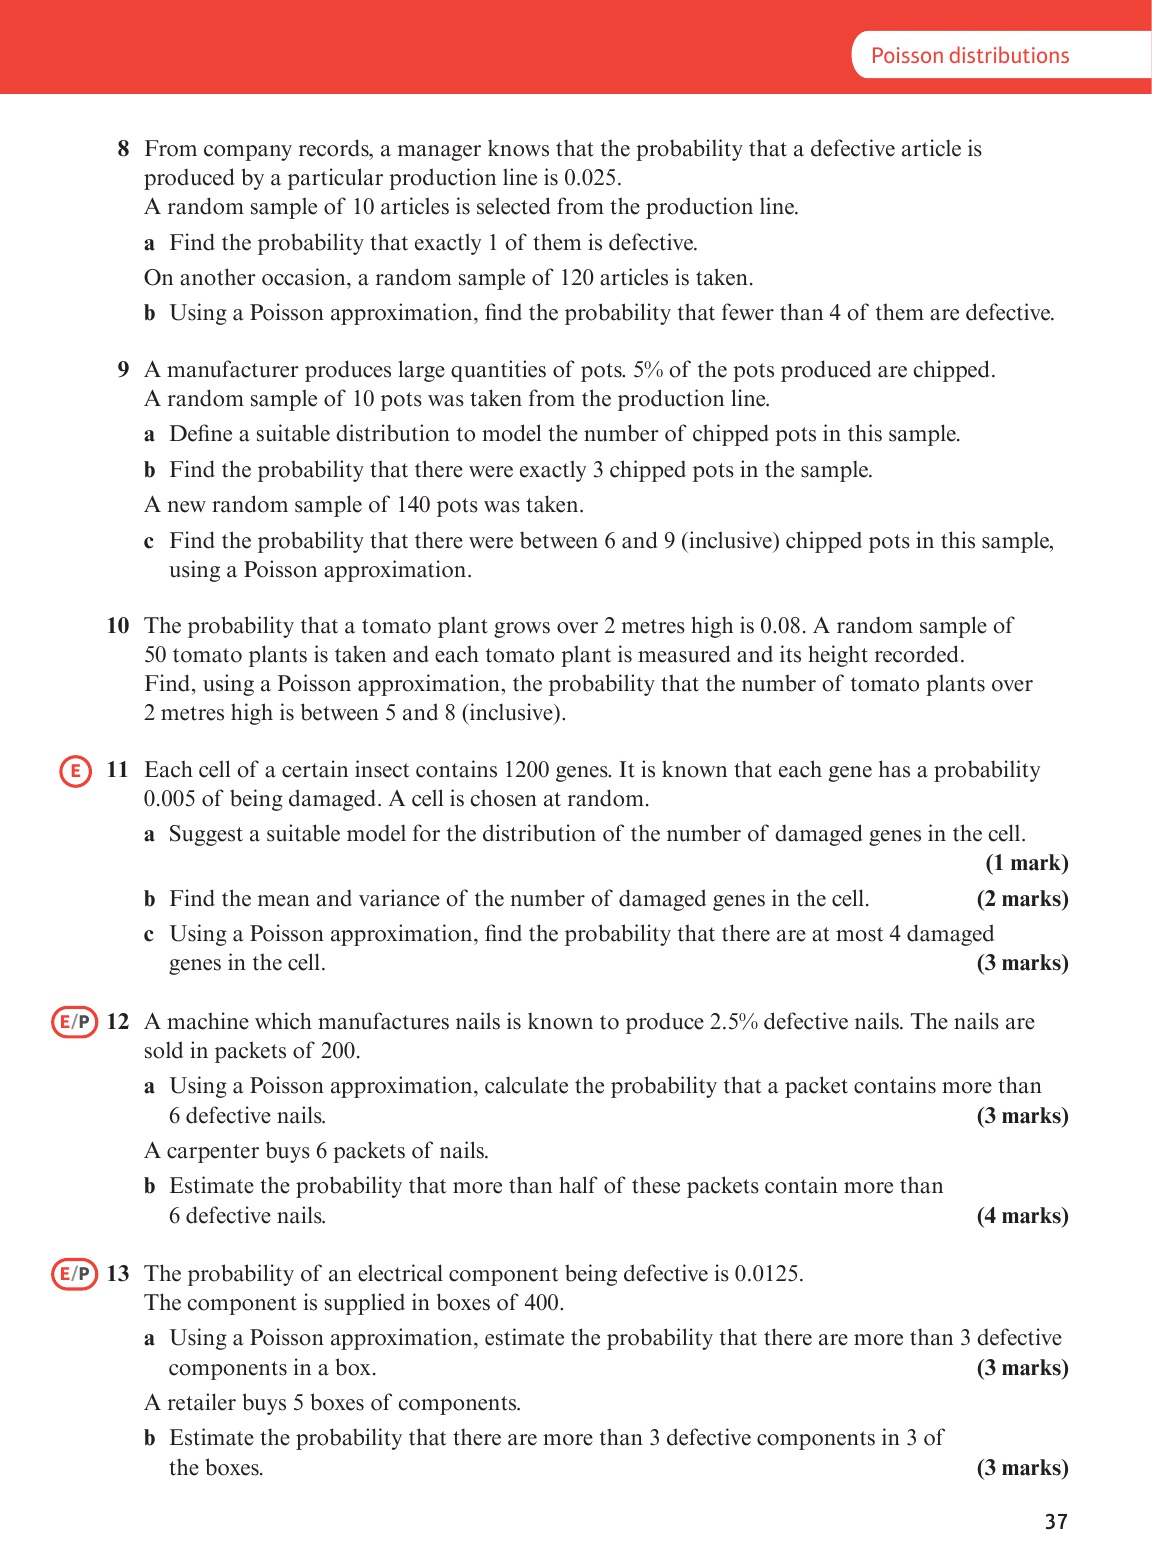 Poisson distributions
8 From company records, a manager knows that the probability that a defective article is
produced by a particular production line is 0.025.
A random sample of 10 articles is selected from the production line.
a Find the probability that exactly 1 of them is defective.
On another occasion, a random sample of 120 articles is taken.
b Using a Poisson approximation, find the probability that fewer than 4 of them are defective.
9 A manufacturer produces large quantities of pots. 5% of the pots produced are chipped.
A random sample of 10 pots was taken from the production line.
a Define a suitable distribution to model the number of chipped pots in this sample.
b Find the probability that there were exactly 3 chipped pots in the sample.
A new random sample of 140 pots was taken.
c Find the probability that there were between 6 and 9 (inclusive) chipped pots in this sample,
using a Poisson approximation.
10 The probability that a tomato plant grows over 2 metres high is 0.08. A random sample of
50 tomato plants is taken and each tomato plant is measured and its height recorded.
Find, using a Poisson approximation, the probability that the number of tomato plants over
2 metres high is between 5 and 8 (inclusive).
E 11 Each cell of a certain insect contains 1200 genes. It is known that each gene has a probability
0.005 of being damaged. A cell is chosen at random.
a Suggest a suitable model for the distribution of the number of damaged genes in the cell.
(1 mark)
b Find the mean and variance of the number of damaged genes in the cell. (2 marks)
c Using a Poisson approximation, find the probability that there are at most 4 damaged
genes in the cell. (3 marks)
E/P 12 A machine which manufactures nails is known to produce 2.5% defective nails. The nails are
sold in packets of 200.
a Using a Poisson approximation, calculate the probability that a packet contains more than
6 defective nails. (3 marks)
A carpenter buys 6 packets of nails.
b Estimate the probability that more than half of these packets contain more than
6 defective nails. (4 marks)
E/P 13 The probability of an electrical component being defective is 0.0125.
The component is supplied in boxes of 400.
a Using a Poisson approximation, estimate the probability that there are more than 3 defective
components in a box. (3 marks)
A retailer buys 5 boxes of components.
b Estimate the probability that there are more than 3 defective components in 3 of
the boxes. (3 marks)
37